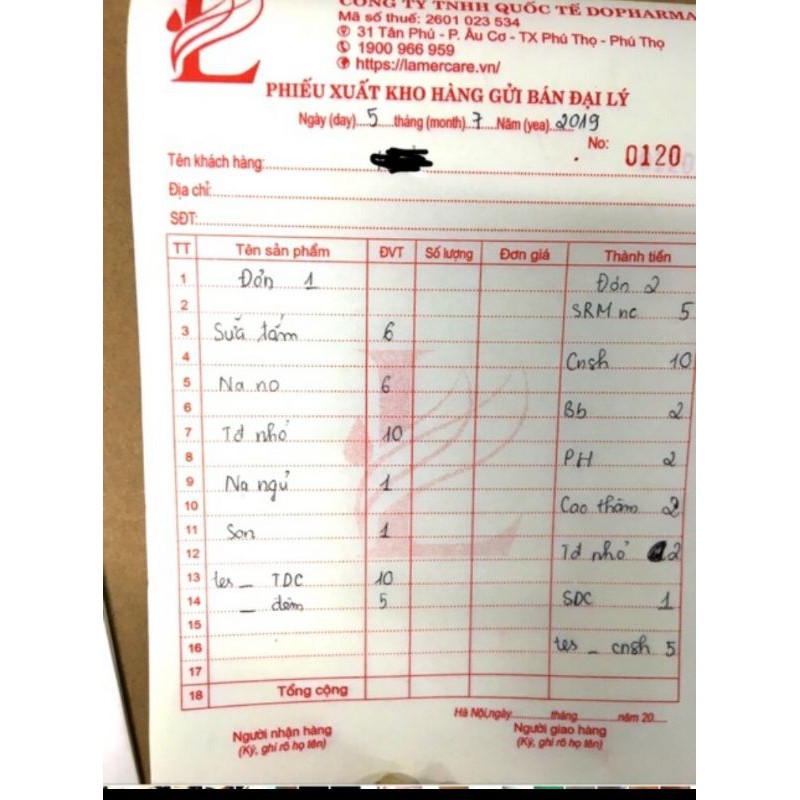 CÔNG TY TNHH QUỐC TẾ DOPHARMA
Mã số thuế: 2601 023 534
31 Tân Phú - P. Âu Cơ - TX Phú Thọ - Phú Thọ
1900 966 959
https://lamercare.vn/
PHIẾU XUẤT KHO HÀNG GỬI BÁN ĐẠI LÝ
Ngày (day) 5 tháng (month) 7 Năm (yea) 2019
No: 0120
Tên khách hàng:
Địa chỉ:
SĐT:
TT Tên sản phẩm ĐVT Số lượng Đơn giá Thành tiền
1 Đơn 1 Đơn 2
2 SRM nc 5
3 Sữa tắm 6
4 Cnsh 10
5 Na no 6
6 Bb 2
7 Td nhỏ 10
8 PH 2
9 Nạ ngủ 1
10 Cao thâm 2
11 Son 1
12 Td nhỏ 2
13 tes _ TDC 10
14 _ đêm 5 SDC 1
15
16 tes _ cnsh 5
17
18 Tổng cộng
Hà Nội, ngày tháng năm 20
Người nhận hàng Người giao hàng
(Ký, ghi rõ họ tên) (Ký, ghi rõ họ tên)